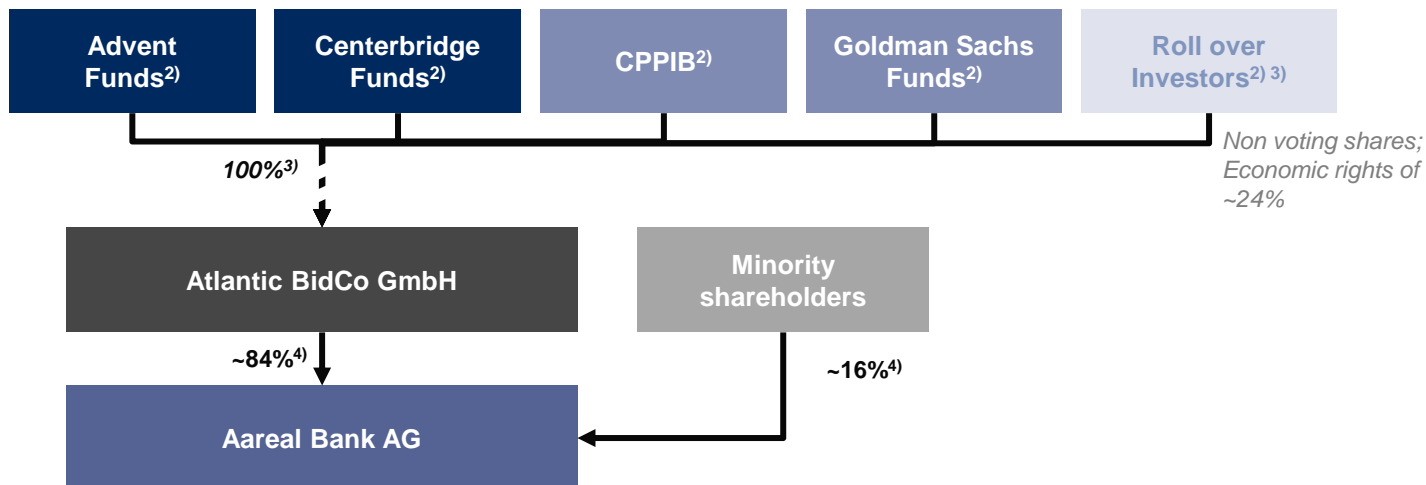 Advent
Funds2)
Centerbridge
Funds2)
CPPIB2)
Goldman Sachs
Funds2)
Roll over
Investors2) 3)
Non voting shares;
Economic rights of
~24%
100%3)
Atlantic BidCo GmbH
Minority
shareholders
~84%4)
~16%4)
Aareal Bank AG